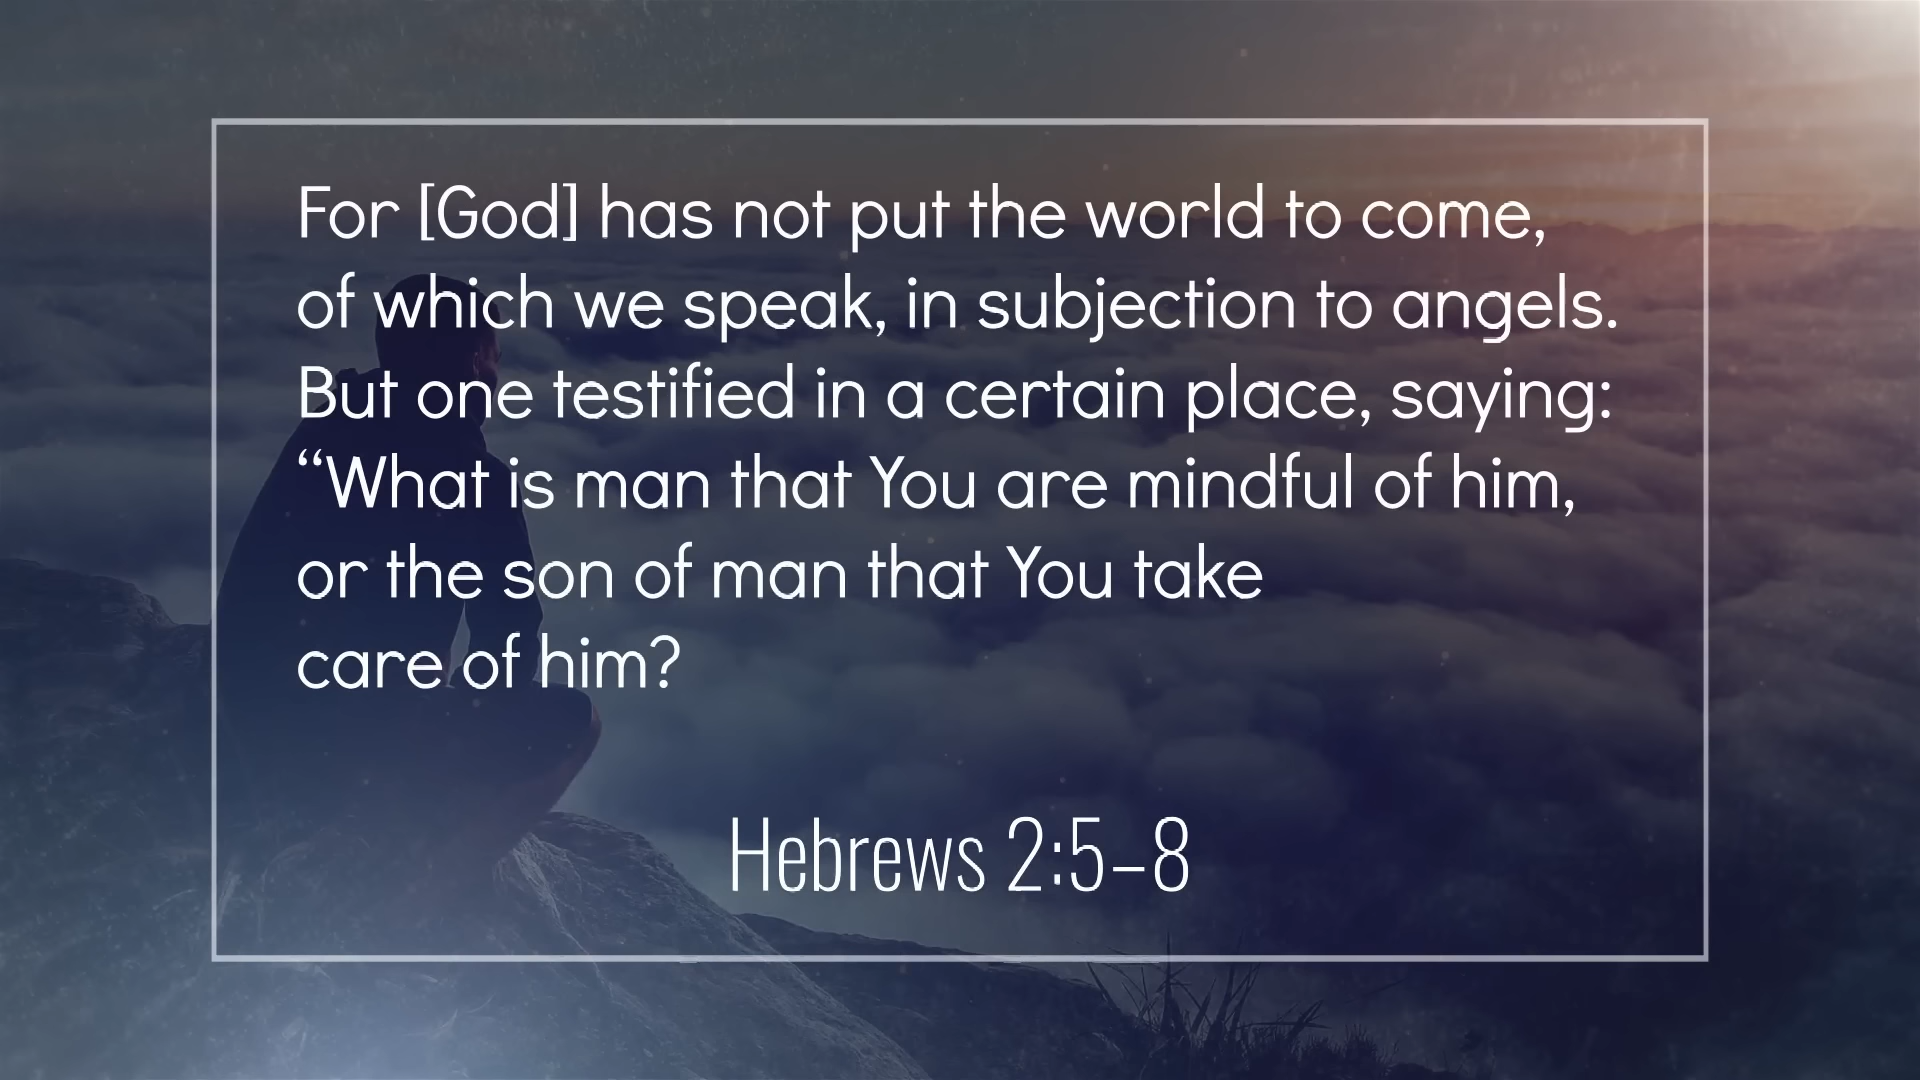 For [God] has not put the world to come,
of which we speak, in subjection to angels.
But one testified in a certain place, saying:
“What is man that You are mindful of him,
or the son of man that You take
care of him?
Hebrews 2:5–8